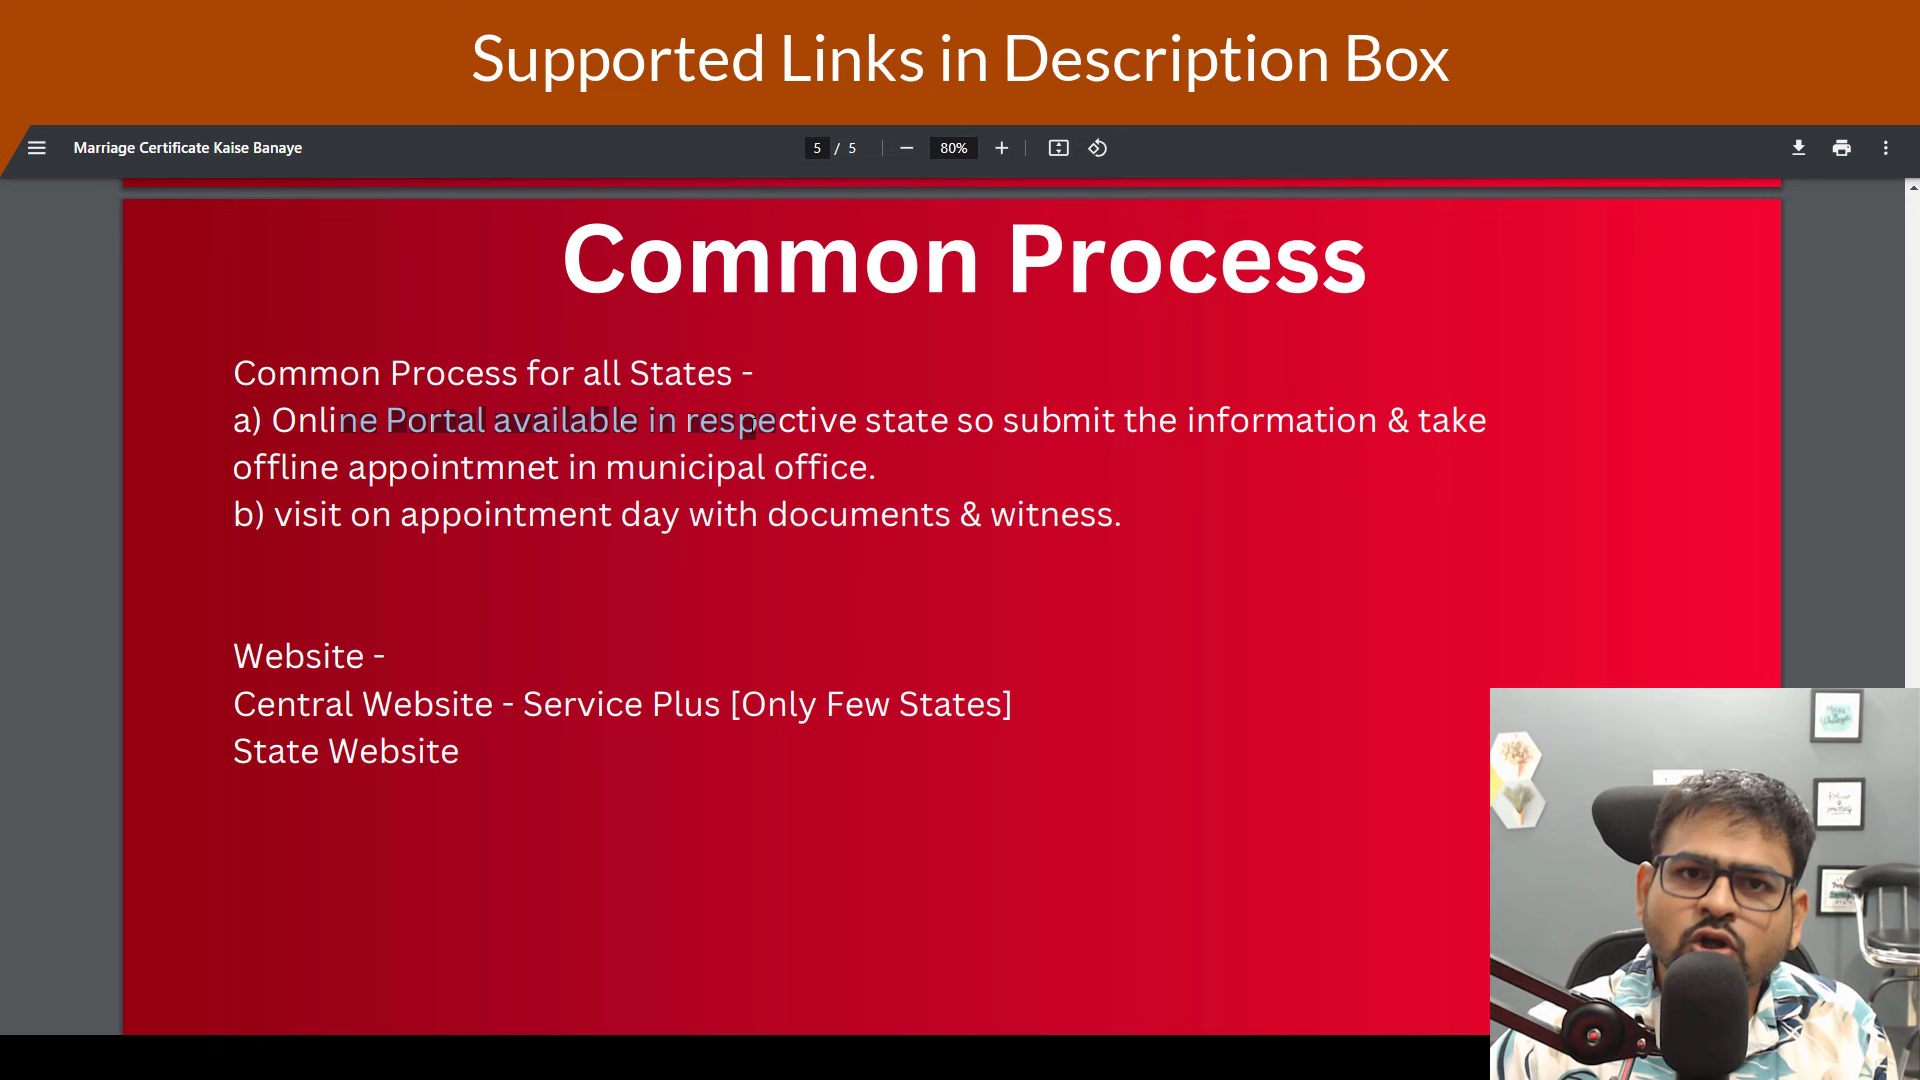 Supported Links in Description Box
Marriage Certificate Kaise Banaye
5 / 5
80%
Common Process
Common Process for all States -
a) Online Portal available in respective state so submit the information & take
offline appointmnet in municipal office.
b) visit on appointment day with documents & witness.
Website -
Central Website - Service Plus [Only Few States]
State Website